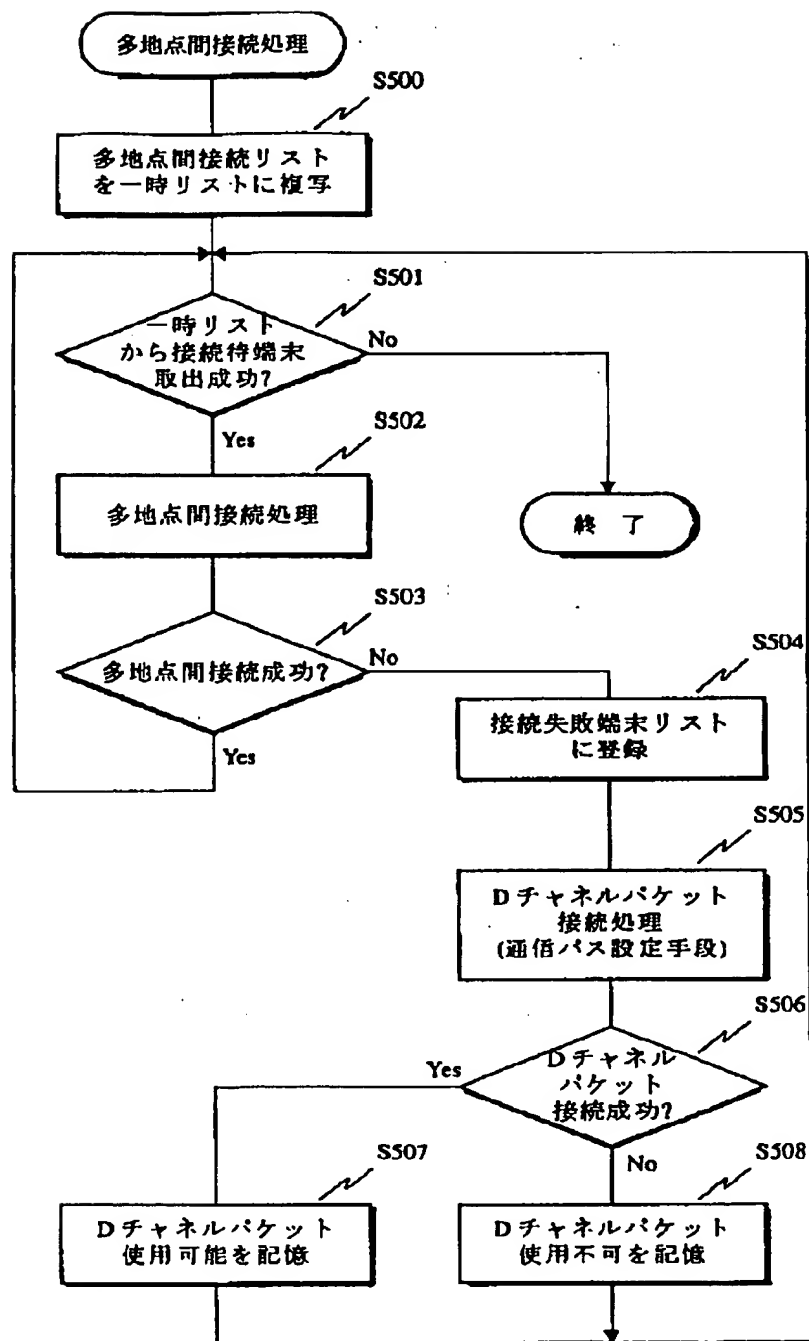 多地点間接続処理
S500
多地点間接続リスト
を一時リストに複写
S501
一時リスト
から接続待端末
取出成功?
No
Yes
S502
多地点間接続処理
終 了
S503
多地点間接続成功?
No
Yes
S504
接続失敗端末リスト
に登録
S505
Dチャネルパケット
接続処理
(通信パス設定手段)
S506
Dチャネル
パケット
接続成功?
Yes
No
S507
Dチャネルパケット
使用可能を記憶
S508
Dチャネルパケット
使用不可を記憶